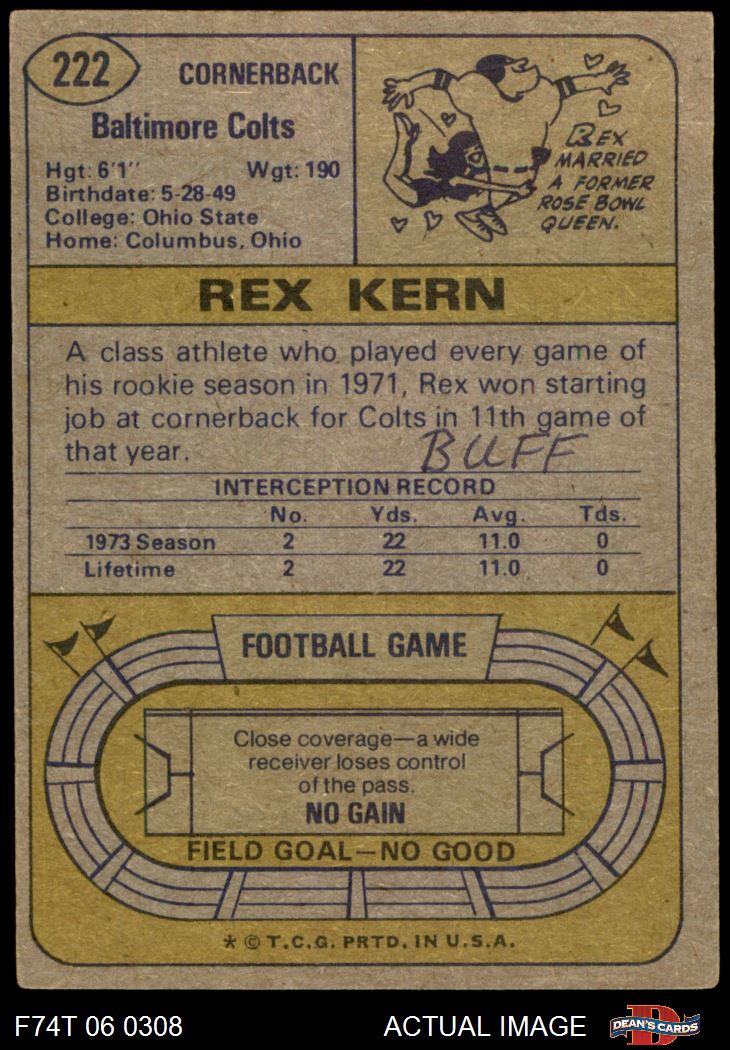 222
CORNERBACK
Baltimore Colts
Hgt: 6'1'' Wgt: 190
Birthdate: 5-28-49
College: Ohio State
Home: Columbus, Ohio
REX
MARRIED
A FORMER
ROSE BOWL
QUEEN.
REX KERN
A class athlete who played every game of
his rookie season in 1971, Rex won starting
job at cornerback for Colts in 11th game of
that year.
BUFF
INTERCEPTION RECORD
No. Yds. Avg. Tds.
1973 Season 2 22 11.0 0
Lifetime 2 22 11.0 0
FOOTBALL GAME
Close coverage—a wide
receiver loses control
of the pass.
NO GAIN
FIELD GOAL—NO GOOD
* © T.C.G. PRTD. IN U.S.A.
F74T 06 0308 ACTUAL IMAGE
D
DEAN'S CARDS